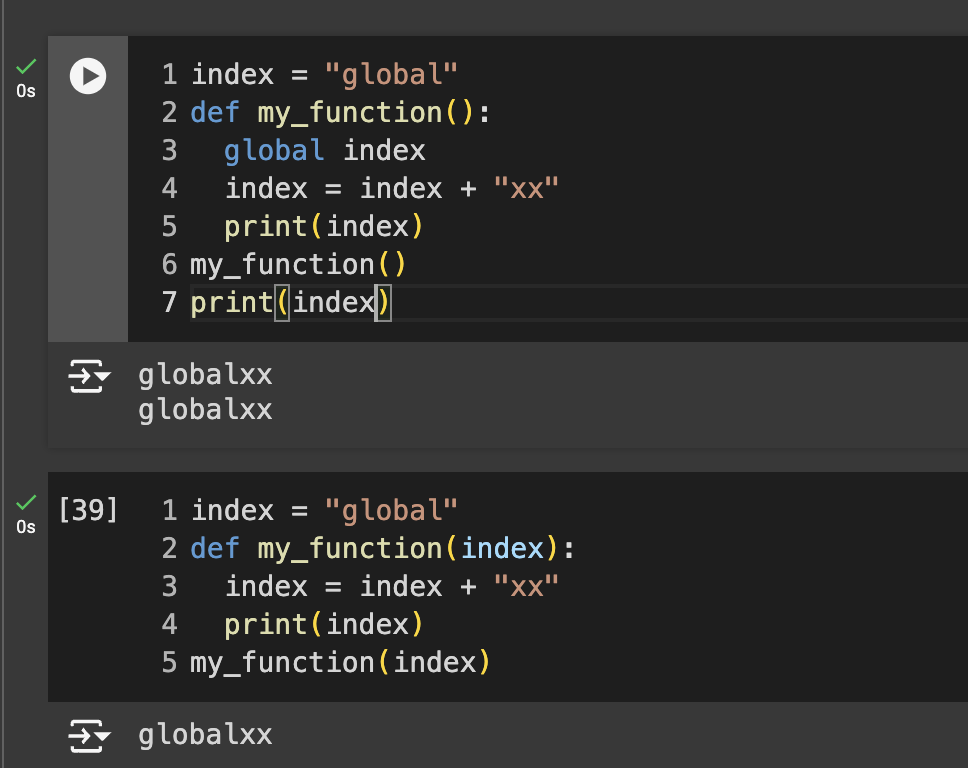 0s
1 index = "global"
2 def my_function():
3   global index
4   index = index + "xx"
5   print(index)
6 my_function()
7 print(index)
globalxx
globalxx
0s
[39]
1 index = "global"
2 def my_function(index):
3   index = index + "xx"
4   print(index)
5 my_function(index)
globalxx